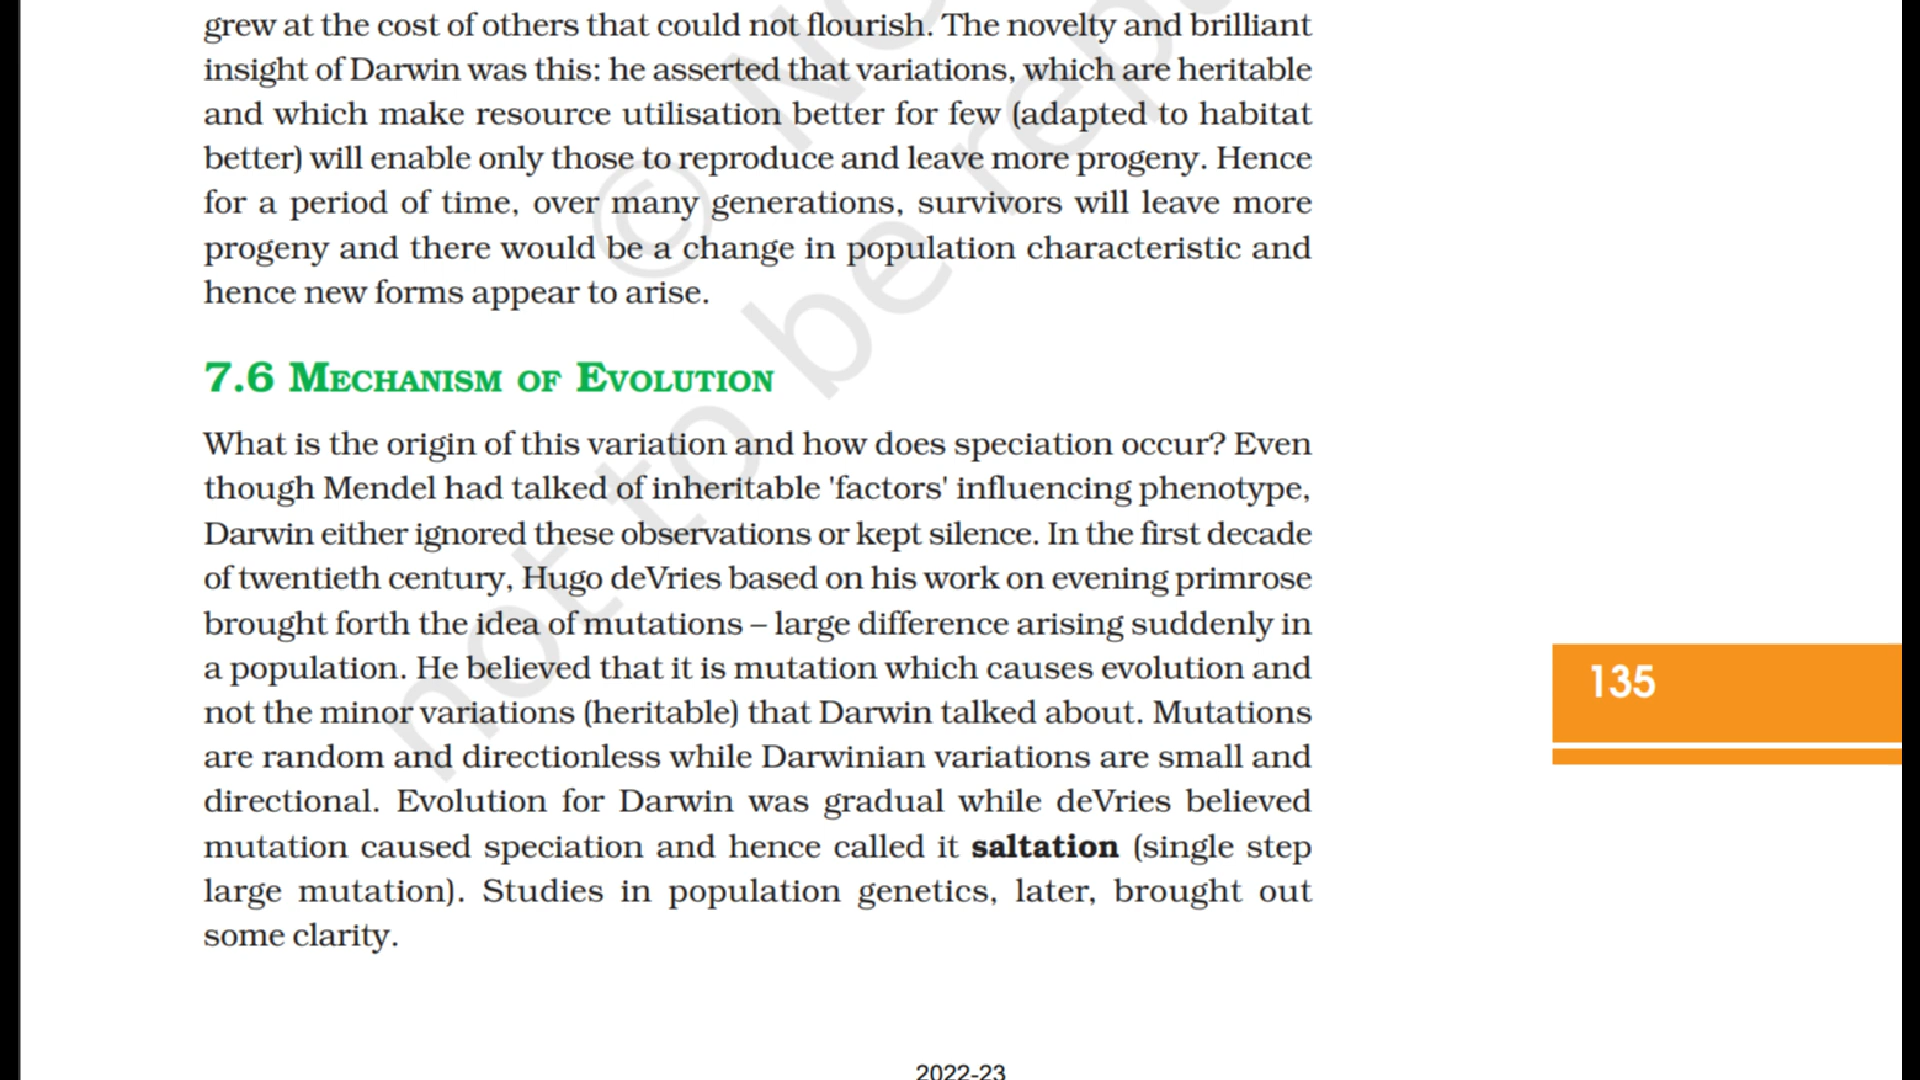 grew at the cost of others that could not flourish. The novelty and brilliant
insight of Darwin was this: he asserted that variations, which are heritable
and which make resource utilisation better for few (adapted to habitat
better) will enable only those to reproduce and leave more progeny. Hence
for a period of time, over many generations, survivors will leave more
progeny and there would be a change in population characteristic and
hence new forms appear to arise.
7.6 MECHANISM OF EVOLUTION
What is the origin of this variation and how does speciation occur? Even
though Mendel had talked of inheritable 'factors' influencing phenotype,
Darwin either ignored these observations or kept silence. In the first decade
of twentieth century, Hugo deVries based on his work on evening primrose
brought forth the idea of mutations – large difference arising suddenly in
a population. He believed that it is mutation which causes evolution and
not the minor variations (heritable) that Darwin talked about. Mutations
are random and directionless while Darwinian variations are small and
directional. Evolution for Darwin was gradual while deVries believed
mutation caused speciation and hence called it saltation (single step
large mutation). Studies in population genetics, later, brought out
some clarity.
135
2022-23
© NC
not to be repu